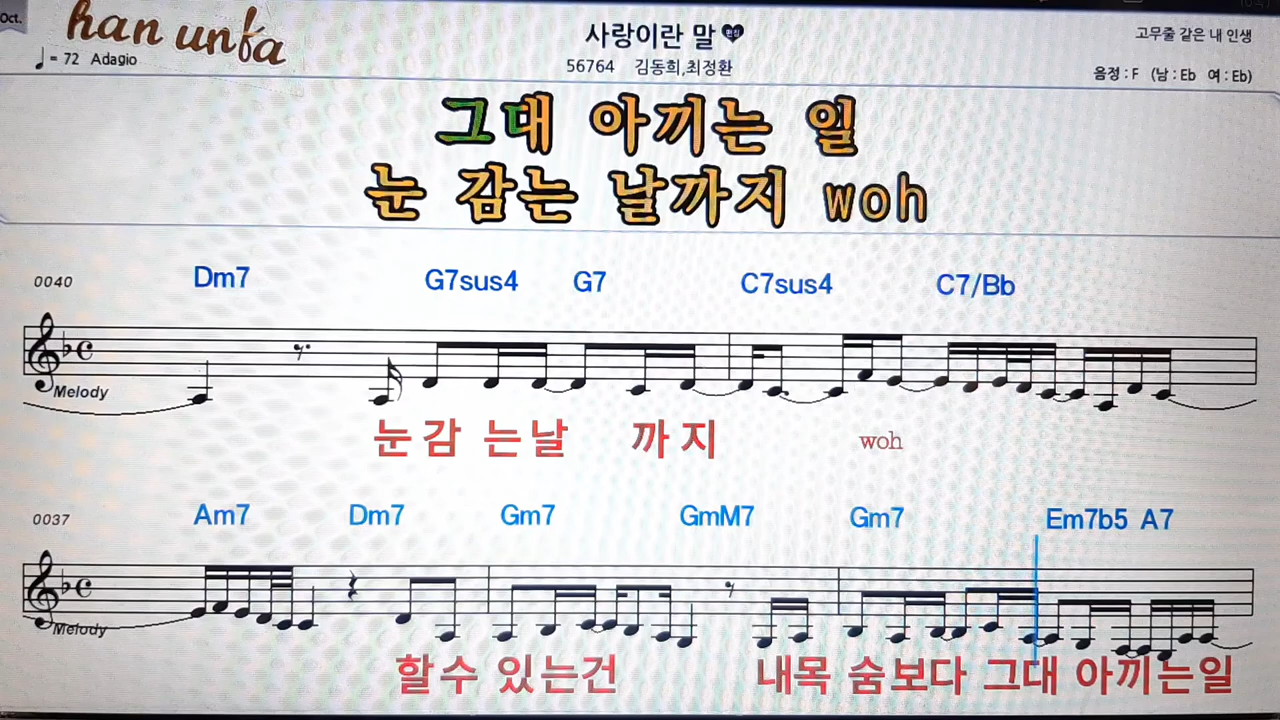 Oct.
han unba
사랑이란 말 편집
고무줄 같은 내 인생
= 72 Adagio
56764 김동희,최정환
음정 : F (남 : Eb 여 : Eb)
그대 아끼는 일
눈 감는 날까지 woh
0040 Dm7 G7sus4 G7 C7sus4 C7/Bb
Melody
눈감 는날 까지 woh
0037 Am7 Dm7 Gm7 GmM7 Gm7 Em7b5 A7
Melody
할수 있는건 내목 숨보다 그대 아끼는일